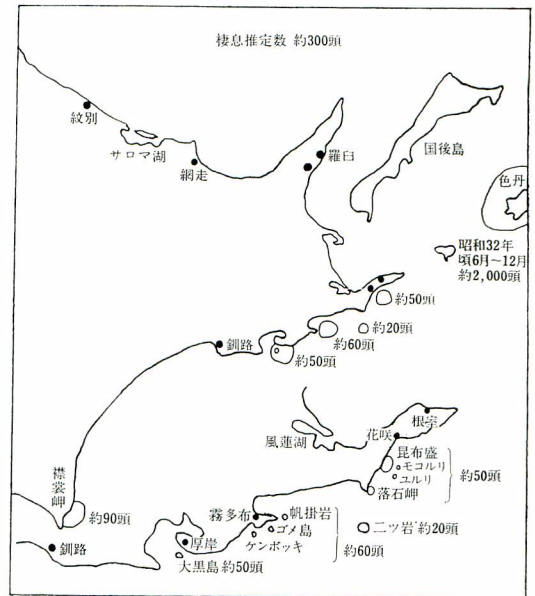 棲息推定数 約300頭
紋別
サロマ湖
網走
羅臼
国後島
色丹
昭和32年
頃6月〜12月
約2,000頭
約50頭
約20頭
約60頭
約50頭
釧路
襟裳岬
約90頭
風蓮湖
花咲
根室
昆布盛
モコルリ
ユルリ
落石岬
約50頭
霧多布
帆掛岩
ゴメ島
ケンボッキ
約60頭
二ツ岩 約20頭
釧路
厚岸
大黒島 約50頭